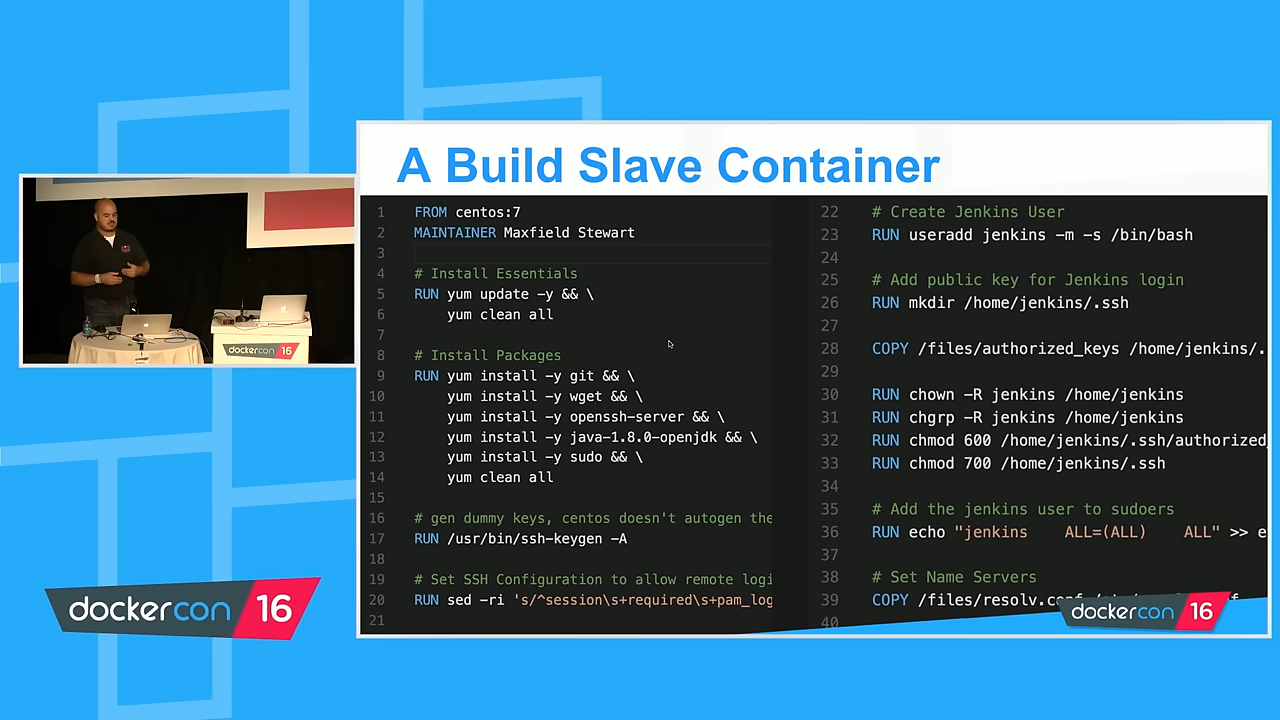 A Build Slave Container
1 FROM centos:7
2 MAINTAINER Maxfield Stewart
3
4 # Install Essentials
5 RUN yum update -y && \
6 yum clean all
7
8 # Install Packages
9 RUN yum install -y git && \
10 yum install -y wget && \
11 yum install -y openssh-server && \
12 yum install -y java-1.8.0-openjdk && \
13 yum install -y sudo && \
14 yum clean all
15
16 # gen dummy keys, centos doesn't autogen the
17 RUN /usr/bin/ssh-keygen -A
18
19 # Set SSH Configuration to allow remote logi
20 RUN sed -ri 's/^session\s+required\s+pam_log
21
22 # Create Jenkins User
23 RUN useradd jenkins -m -s /bin/bash
24
25 # Add public key for Jenkins login
26 RUN mkdir /home/jenkins/.ssh
27
28 COPY /files/authorized_keys /home/jenkins/.
29
30 RUN chown -R jenkins /home/jenkins
31 RUN chgrp -R jenkins /home/jenkins
32 RUN chmod 600 /home/jenkins/.ssh/authorized_
33 RUN chmod 700 /home/jenkins/.ssh
34
35 # Add the jenkins user to sudoers
36 RUN echo "jenkins    ALL=(ALL)    ALL" >> e
37
38 # Set Name Servers
39 COPY /files/resolv.conf
40
dockercon 16
dockercon 16
dockercon 16